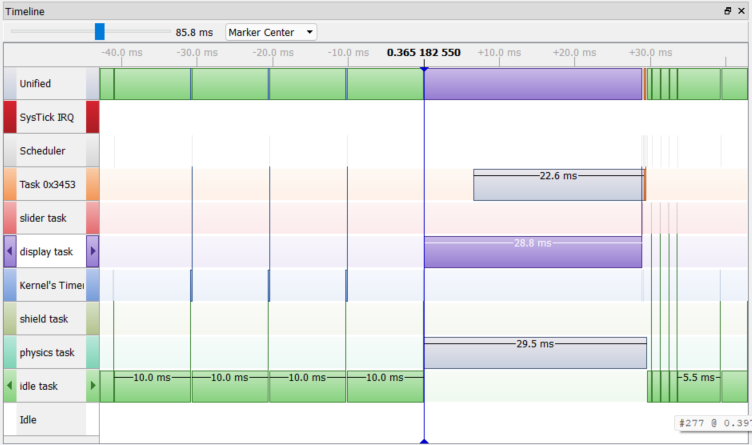 Timeline
85.8 ms
Marker Center
-40.0 ms
-30.0 ms
-20.0 ms
-10.0 ms
0.365 182 550
+10.0 ms
+20.0 ms
+30.0 ms
Unified
SysTick IRQ
Scheduler
Task 0x3453
22.6 ms
slider task
display task
28.8 ms
Kernel's Timer
shield task
physics task
29.5 ms
idle task
10.0 ms
10.0 ms
10.0 ms
10.0 ms
5.5 ms
Idle
#277 @ 0.39